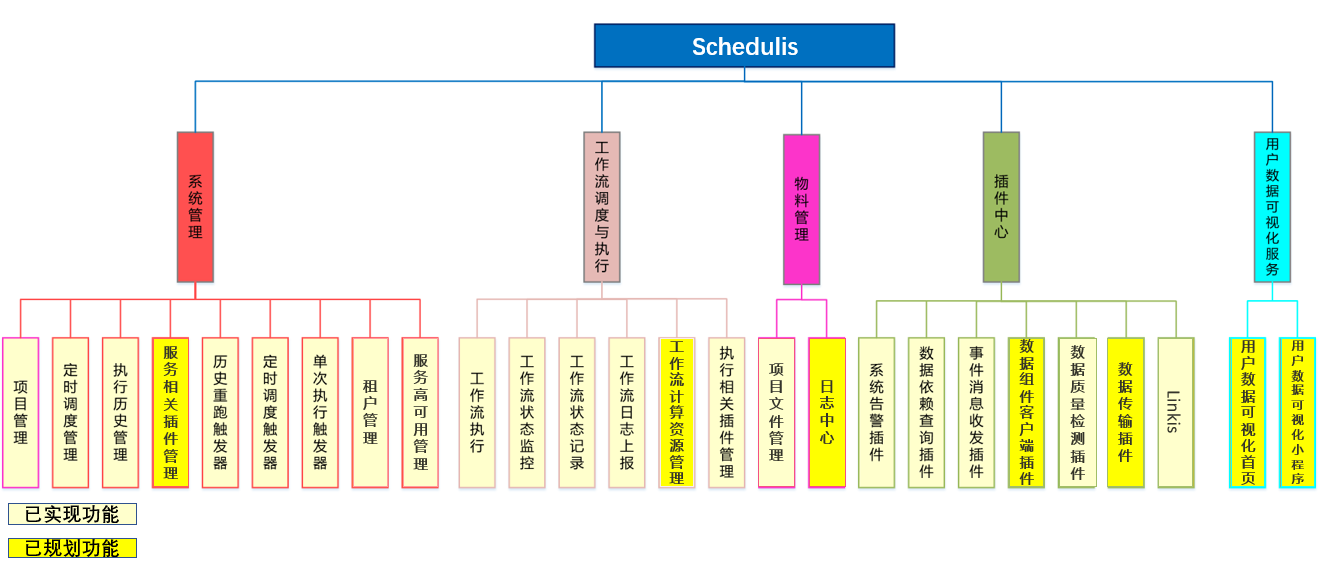 Schedulis
系统管理
工作流调度与执行
物料管理
插件中心
用户数据可视化服务
项目管理
定时调度管理
执行历史管理
服务相关插件管理
历史重跑触发器
定时调度触发器
单次执行触发器
租户管理
服务高可用管理
工作流执行
工作流状态监控
工作流状态记录
工作流日志上报
工作流计算资源管理
执行相关插件管理
项目文件管理
日志中心
系统告警插件
数据依赖查询插件
事件消息收发插件
数据组件客户端插件
数据质量检测插件
数据传输插件
Linkis
用户数据可视化首页
用户数据可视化小程序
已实现功能
已规划功能